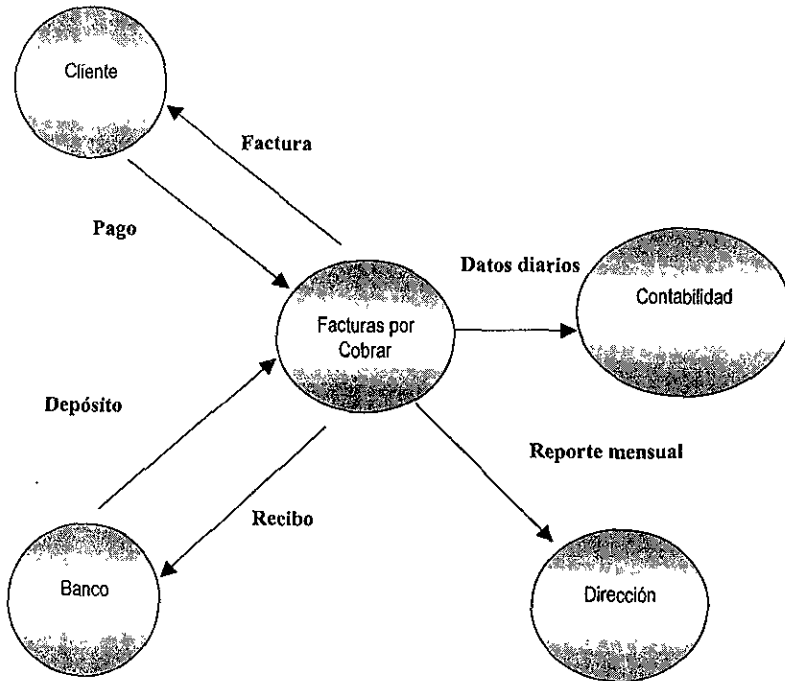 Cliente
Factura
Pago
Datos diarios
Contabilidad
Facturas por
Cobrar
Depósito
Reporte mensual
Recibo
Banco
Dirección